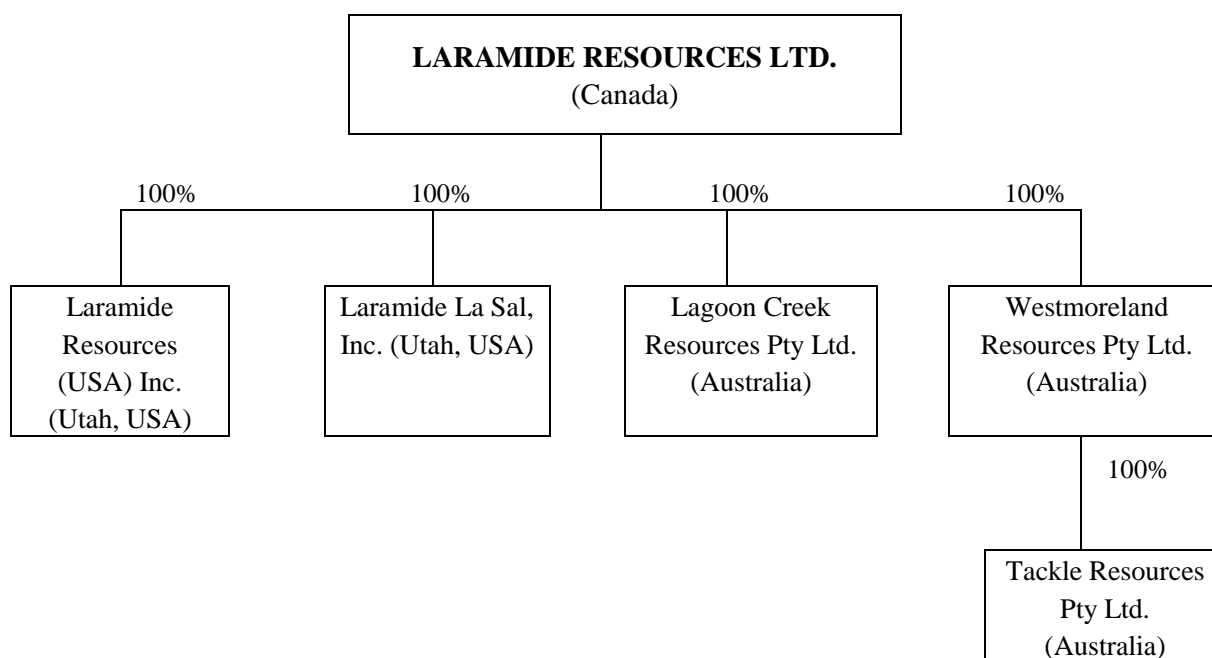 LARAMIDE RESOURCES LTD.
(Canada)
100%
100%
100%
100%
Laramide
Resources
(USA) Inc.
(Utah, USA)
Laramide La Sal,
Inc. (Utah, USA)
Lagoon Creek
Resources Pty Ltd.
(Australia)
Westmoreland
Resources Pty Ltd.
(Australia)
100%
Tackle Resources
Pty Ltd.
(Australia)